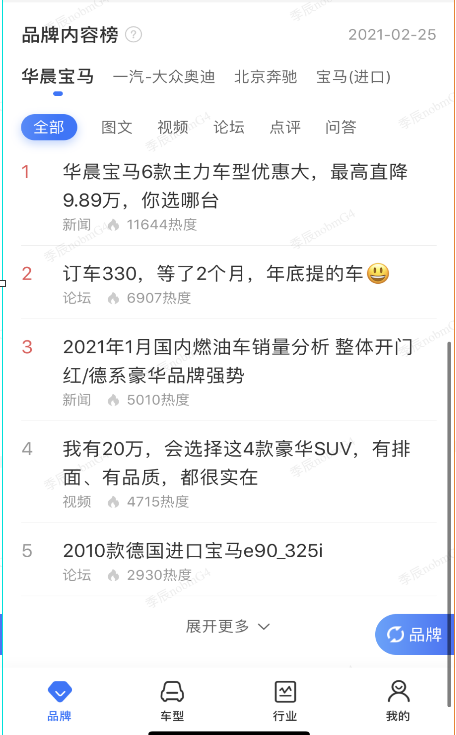 品牌内容榜 ? 2021-02-25
华晨宝马 一汽-大众奥迪 北京奔驰 宝马(进口)
全部 图文 视频 论坛 点评 问答
1 华晨宝马6款主力车型优惠大，最高直降
9.89万，你选哪台
新闻 11644热度
2 订车330，等了2个月，年底提的车😃
论坛 6907热度
3 2021年1月国内燃油车销量分析 整体开门
红/德系豪华品牌强势
新闻 5010热度
4 我有20万，会选择这4款豪华SUV，有排
面、有品质，都很实在
视频 4715热度
5 2010款德国进口宝马e90_325i
论坛 2930热度
展开更多
品牌
品牌 车型 行业 我的